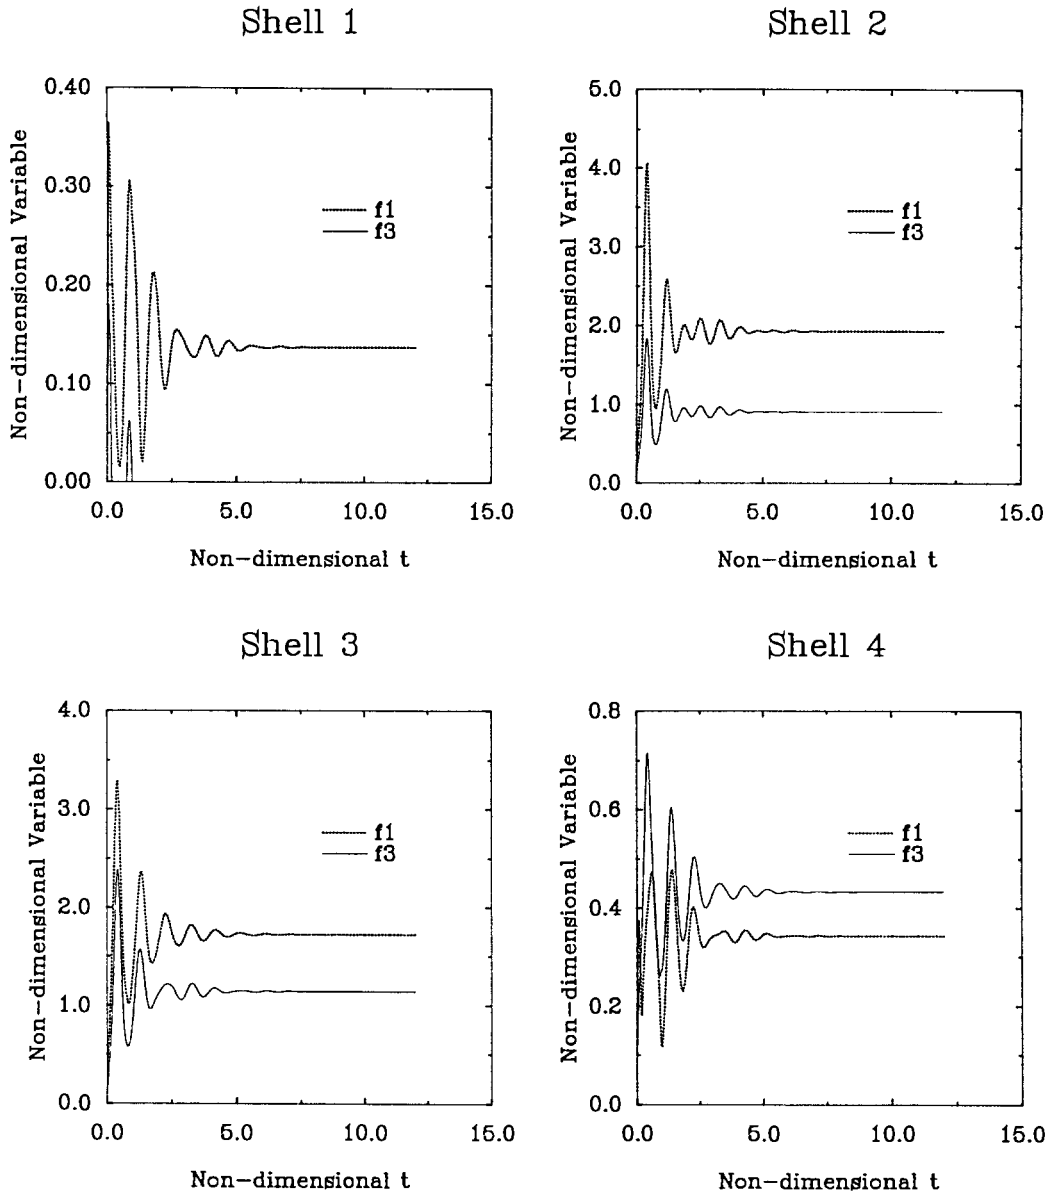 Shell 1
Non-dimensional Variable
0.40
0.30
0.20
0.10
0.00
f1
f3
0.0 5.0 10.0 15.0
Non-dimensional t
Shell 2
Non-dimensional Variable
5.0
4.0
3.0
2.0
1.0
0.0
f1
f3
0.0 5.0 10.0 15.0
Non-dimensional t
Shell 3
Non-dimensional Variable
4.0
3.0
2.0
1.0
0.0
f1
f3
0.0 5.0 10.0 15.0
Non-dimensional t
Shell 4
Non-dimensional Variable
0.8
0.6
0.4
0.2
0.0
f1
f3
0.0 5.0 10.0 15.0
Non-dimensional t